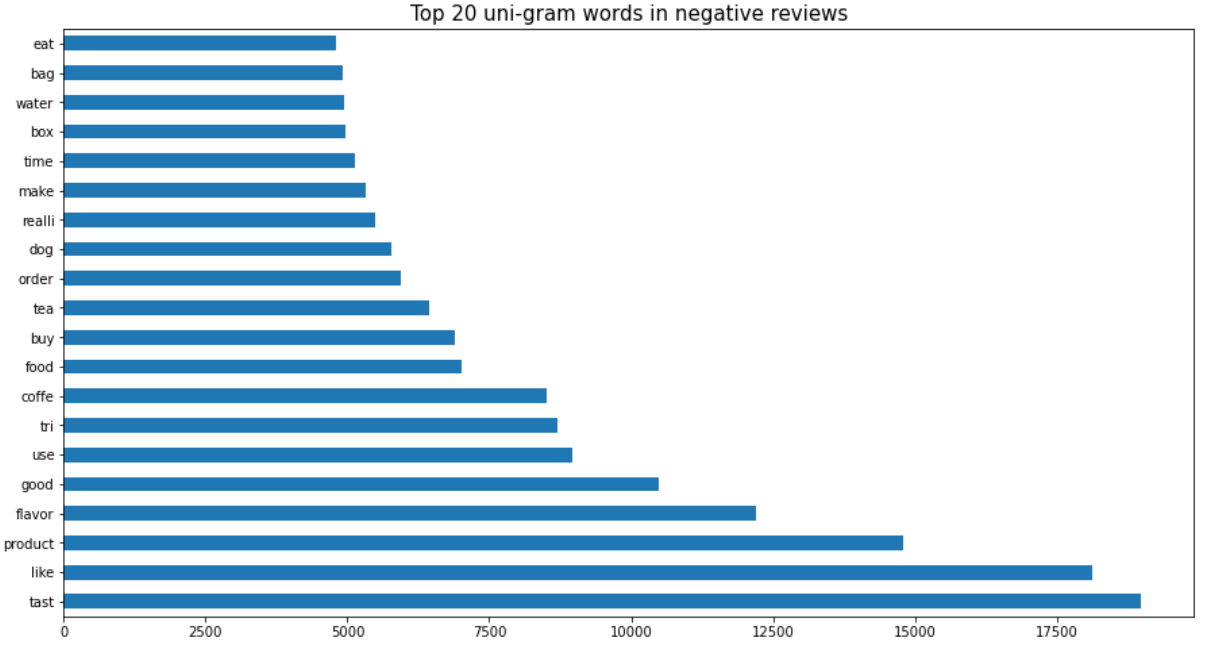 Top 20 uni-gram words in negative reviews
eat
bag
water
box
time
make
realli
dog
order
tea
buy
food
coffe
tri
use
good
flavor
product
like
tast
0 2500 5000 7500 10000 12500 15000 17500